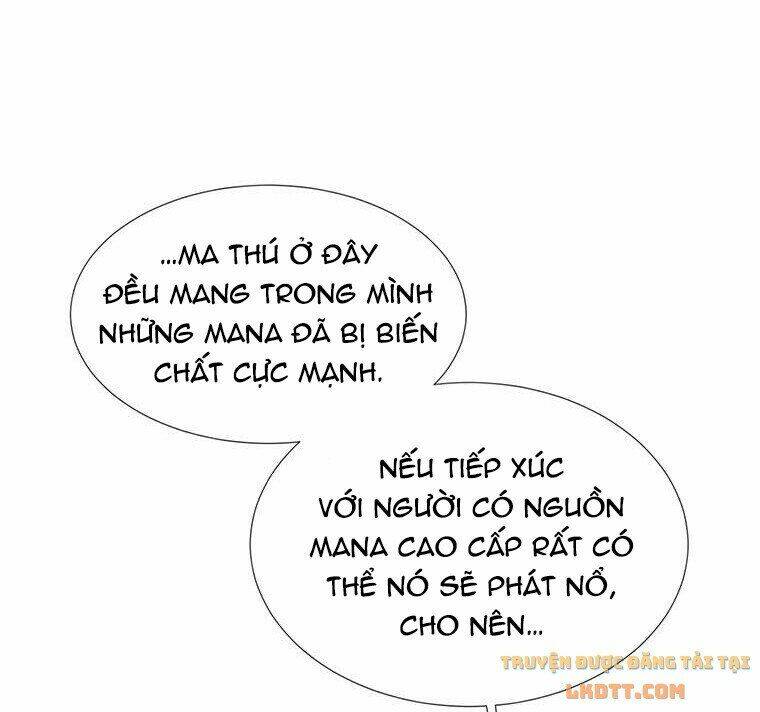 ...MA THÚ Ở ĐÂY
ĐỀU MANG TRONG MÌNH
NHỮNG MANA ĐÃ BỊ BIẾN
CHẤT CỰC MẠNH.
NẾU TIẾP XÚC
VỚI NGƯỜI CÓ NGUỒN
MANA CAO CẤP RẤT CÓ
THỂ NÓ SẼ PHÁT NỔ,
CHO NÊN...
TRUYỆN ĐƯỢC ĐĂNG TẢI TẠI
LKDTT.COM